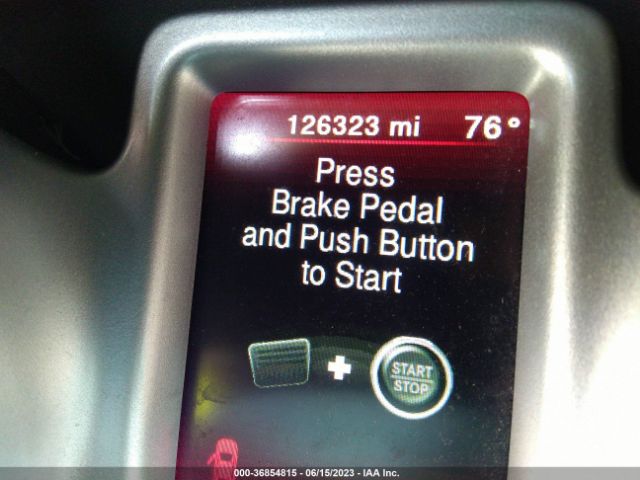 126323 mi 76°
Press
Brake Pedal
and Push Button
to Start
START
STOP
000-36854815 - 06/15/2023 - IAA Inc.